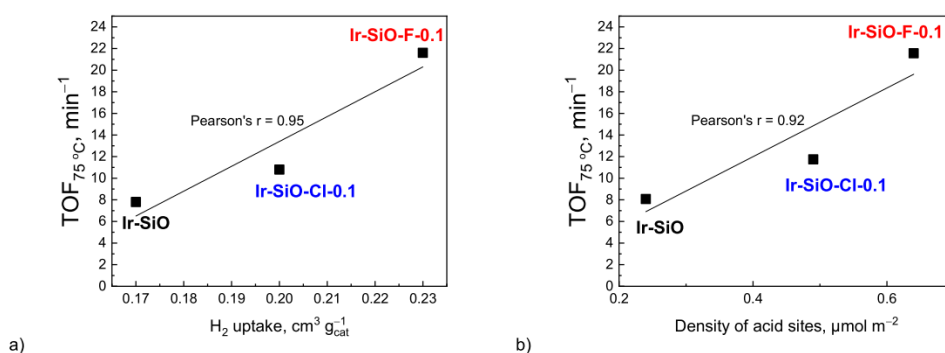 TOF75 ºC, min−1
24
22
20
18
16
14
12
10
8
6
4
2
0
Ir-SiO-F-0.1
Pearson's r = 0.95
Ir-SiO-Cl-0.1
Ir-SiO
0.17 0.18 0.19 0.20 0.21 0.22 0.23
H2 uptake, cm3 g−1cat
a)
TOF75 ºC, min−1
24
22
20
18
16
14
12
10
8
6
4
2
0
Ir-SiO-F-0.1
Pearson's r = 0.92
Ir-SiO-Cl-0.1
Ir-SiO
0.2 0.4 0.6
Density of acid sites, μmol m−2
b)